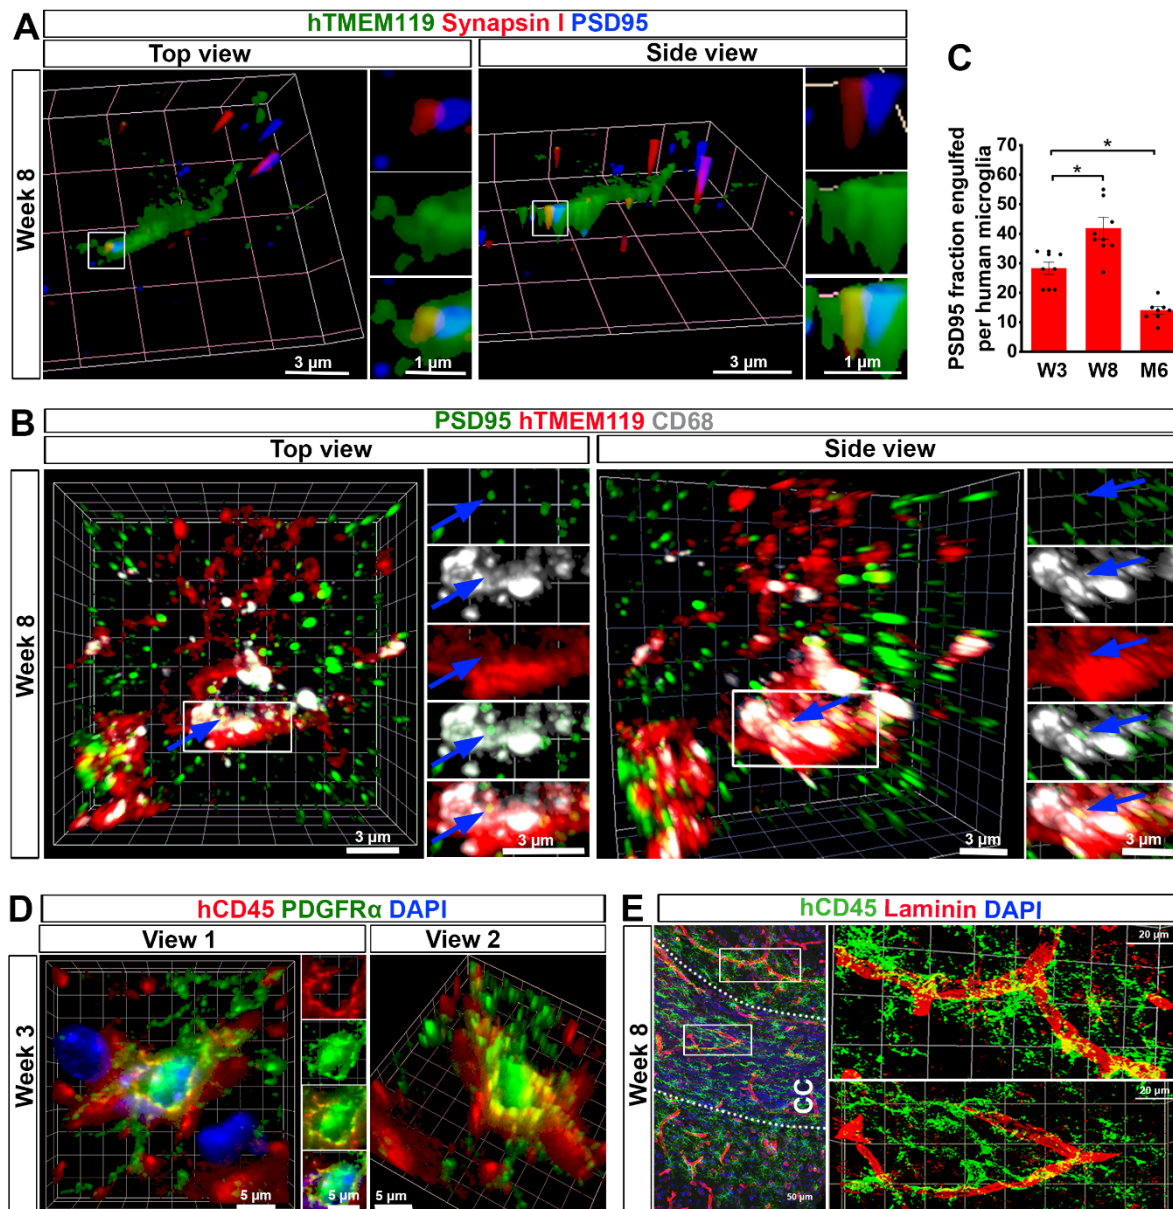 A
hTMEM119 Synapsin I PSD95
Top view
Side view
Week 8
3 µm
1 µm
3 µm
1 µm
C
PSD95 fraction engulfed
per human microglia
70
60
50
40
30
20
10
0
*
*
W3 W8 M6
B
PSD95 hTMEM119 CD68
Top view
Side view
Week 8
3 µm
3 µm
3 µm
3 µm
D
hCD45 PDGFRα DAPI
View 1
View 2
Week 3
5 µm
5 µm
5 µm
E
hCD45 Laminin DAPI
Week 8
CC
50 µm
20 µm
20 µm